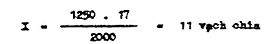 I = 1250 . 17 / 2000 = 11 vạch chia